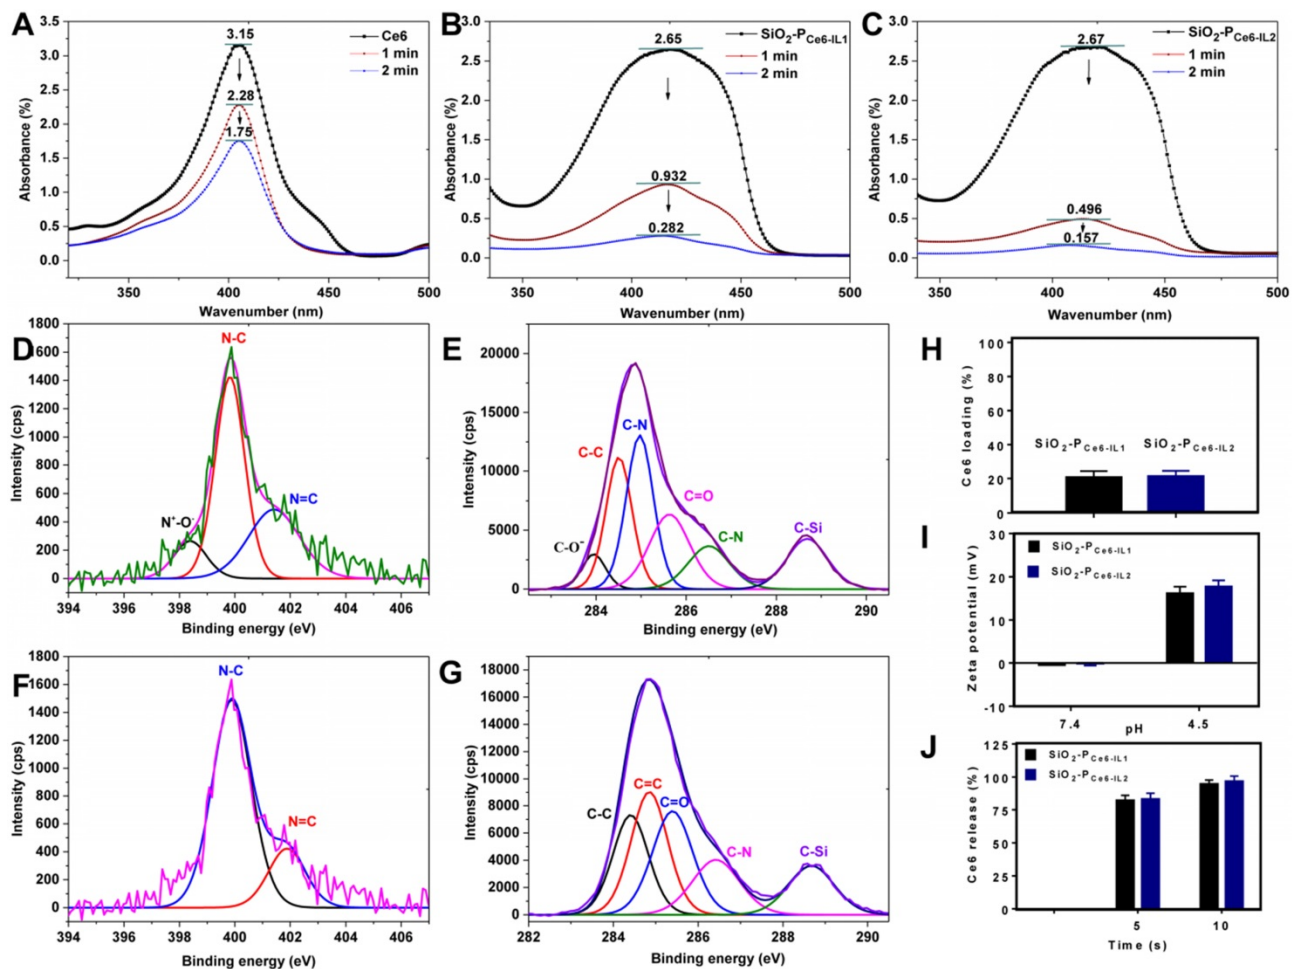 A
Ce6
1 min
2 min
3.15
2.28
1.75
3.5
3.0
2.5
2.0
1.5
1.0
0.5
0.0
Absorbance (%)
350
400
450
500
Wavenumber (nm)
B
SiO2-PCe6-IL1
1 min
2 min
2.65
0.932
0.282
3.0
2.5
2.0
1.5
1.0
0.5
0.0
Absorbance (%)
350
400
450
500
Wavenumber (nm)
C
SiO2-PCe6-IL2
1 min
2 min
2.67
0.496
0.157
3.0
2.5
2.0
1.5
1.0
0.5
0.0
Absorbance (%)
350
400
450
500
Wavenumber (nm)
D
N-C
N=C
N+-O-
1800
1600
1400
1200
1000
800
600
400
200
0
Intensity (cps)
394
396
398
400
402
404
406
Binding energy (eV)
E
C-N
C-C
C=O
C-N
C-O-
C-Si
20000
15000
10000
5000
0
Intensity (cps)
284
286
288
290
Binding energy (eV)
H
SiO2-PCe6-IL1
SiO2-PCe6-IL2
100
80
60
40
20
0
Ce6 loading (%)
I
SiO2-PCe6-IL1
SiO2-PCe6-IL2
30
20
10
0
-10
Zeta potential (mV)
7.4
4.5
pH
F
N-C
N=C
1800
1600
1400
1200
1000
800
600
400
200
0
Intensity (cps)
394
396
398
400
402
404
406
Binding energy (eV)
G
C=C
C=O
C-C
C-N
C-Si
18000
16000
14000
12000
10000
8000
6000
4000
2000
0
Intensity (cps)
282
283
284
285
286
287
288
289
290
Binding energy (eV)
J
SiO2-PCe6-IL1
SiO2-PCe6-IL2
125
100
75
50
25
0
Ce6 release (%)
5
10
Time (s)